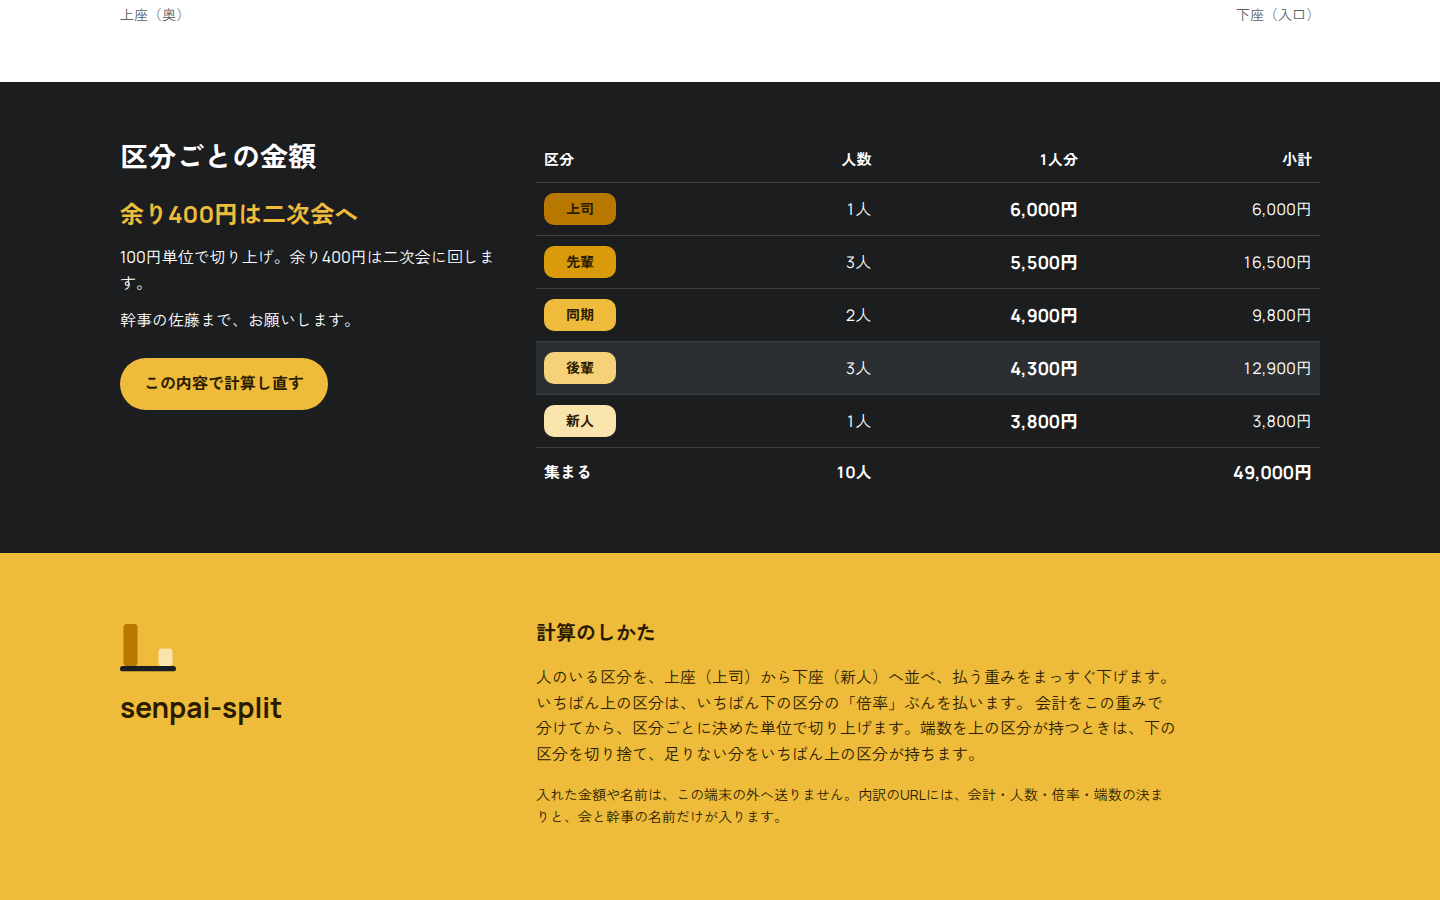 上座（奥）
下座（入口）
区分ごとの金額
余り400円は二次会へ
100円単位で切り上げ。余り400円は二次会に回しま
す。
幹事の佐藤まで、お願いします。
この内容で計算し直す
区分 人数 1人分 小計
上司 1人 6,000円 6,000円
先輩 3人 5,500円 16,500円
同期 2人 4,900円 9,800円
後輩 3人 4,300円 12,900円
新人 1人 3,800円 3,800円
集まる 10人 49,000円
senpai-split
計算のしかた
人のいる区分を、上座（上司）から下座（新人）へ並べ、払う重みをまっすぐ下げます。
いちばん上の区分は、いちばん下の区分の「倍率」ぶんを払います。 会計をこの重みで
分けてから、区分ごとに決めた単位で切り上げます。端数を上の区分が持つときは、下の
区分を切り捨て、足りない分をいちばん上の区分が持ちます。
入れた金額や名前は、この端末の外へ送りません。内訳のURLには、会計・人数・倍率・端数の決ま
りと、会と幹事の名前だけが入ります。